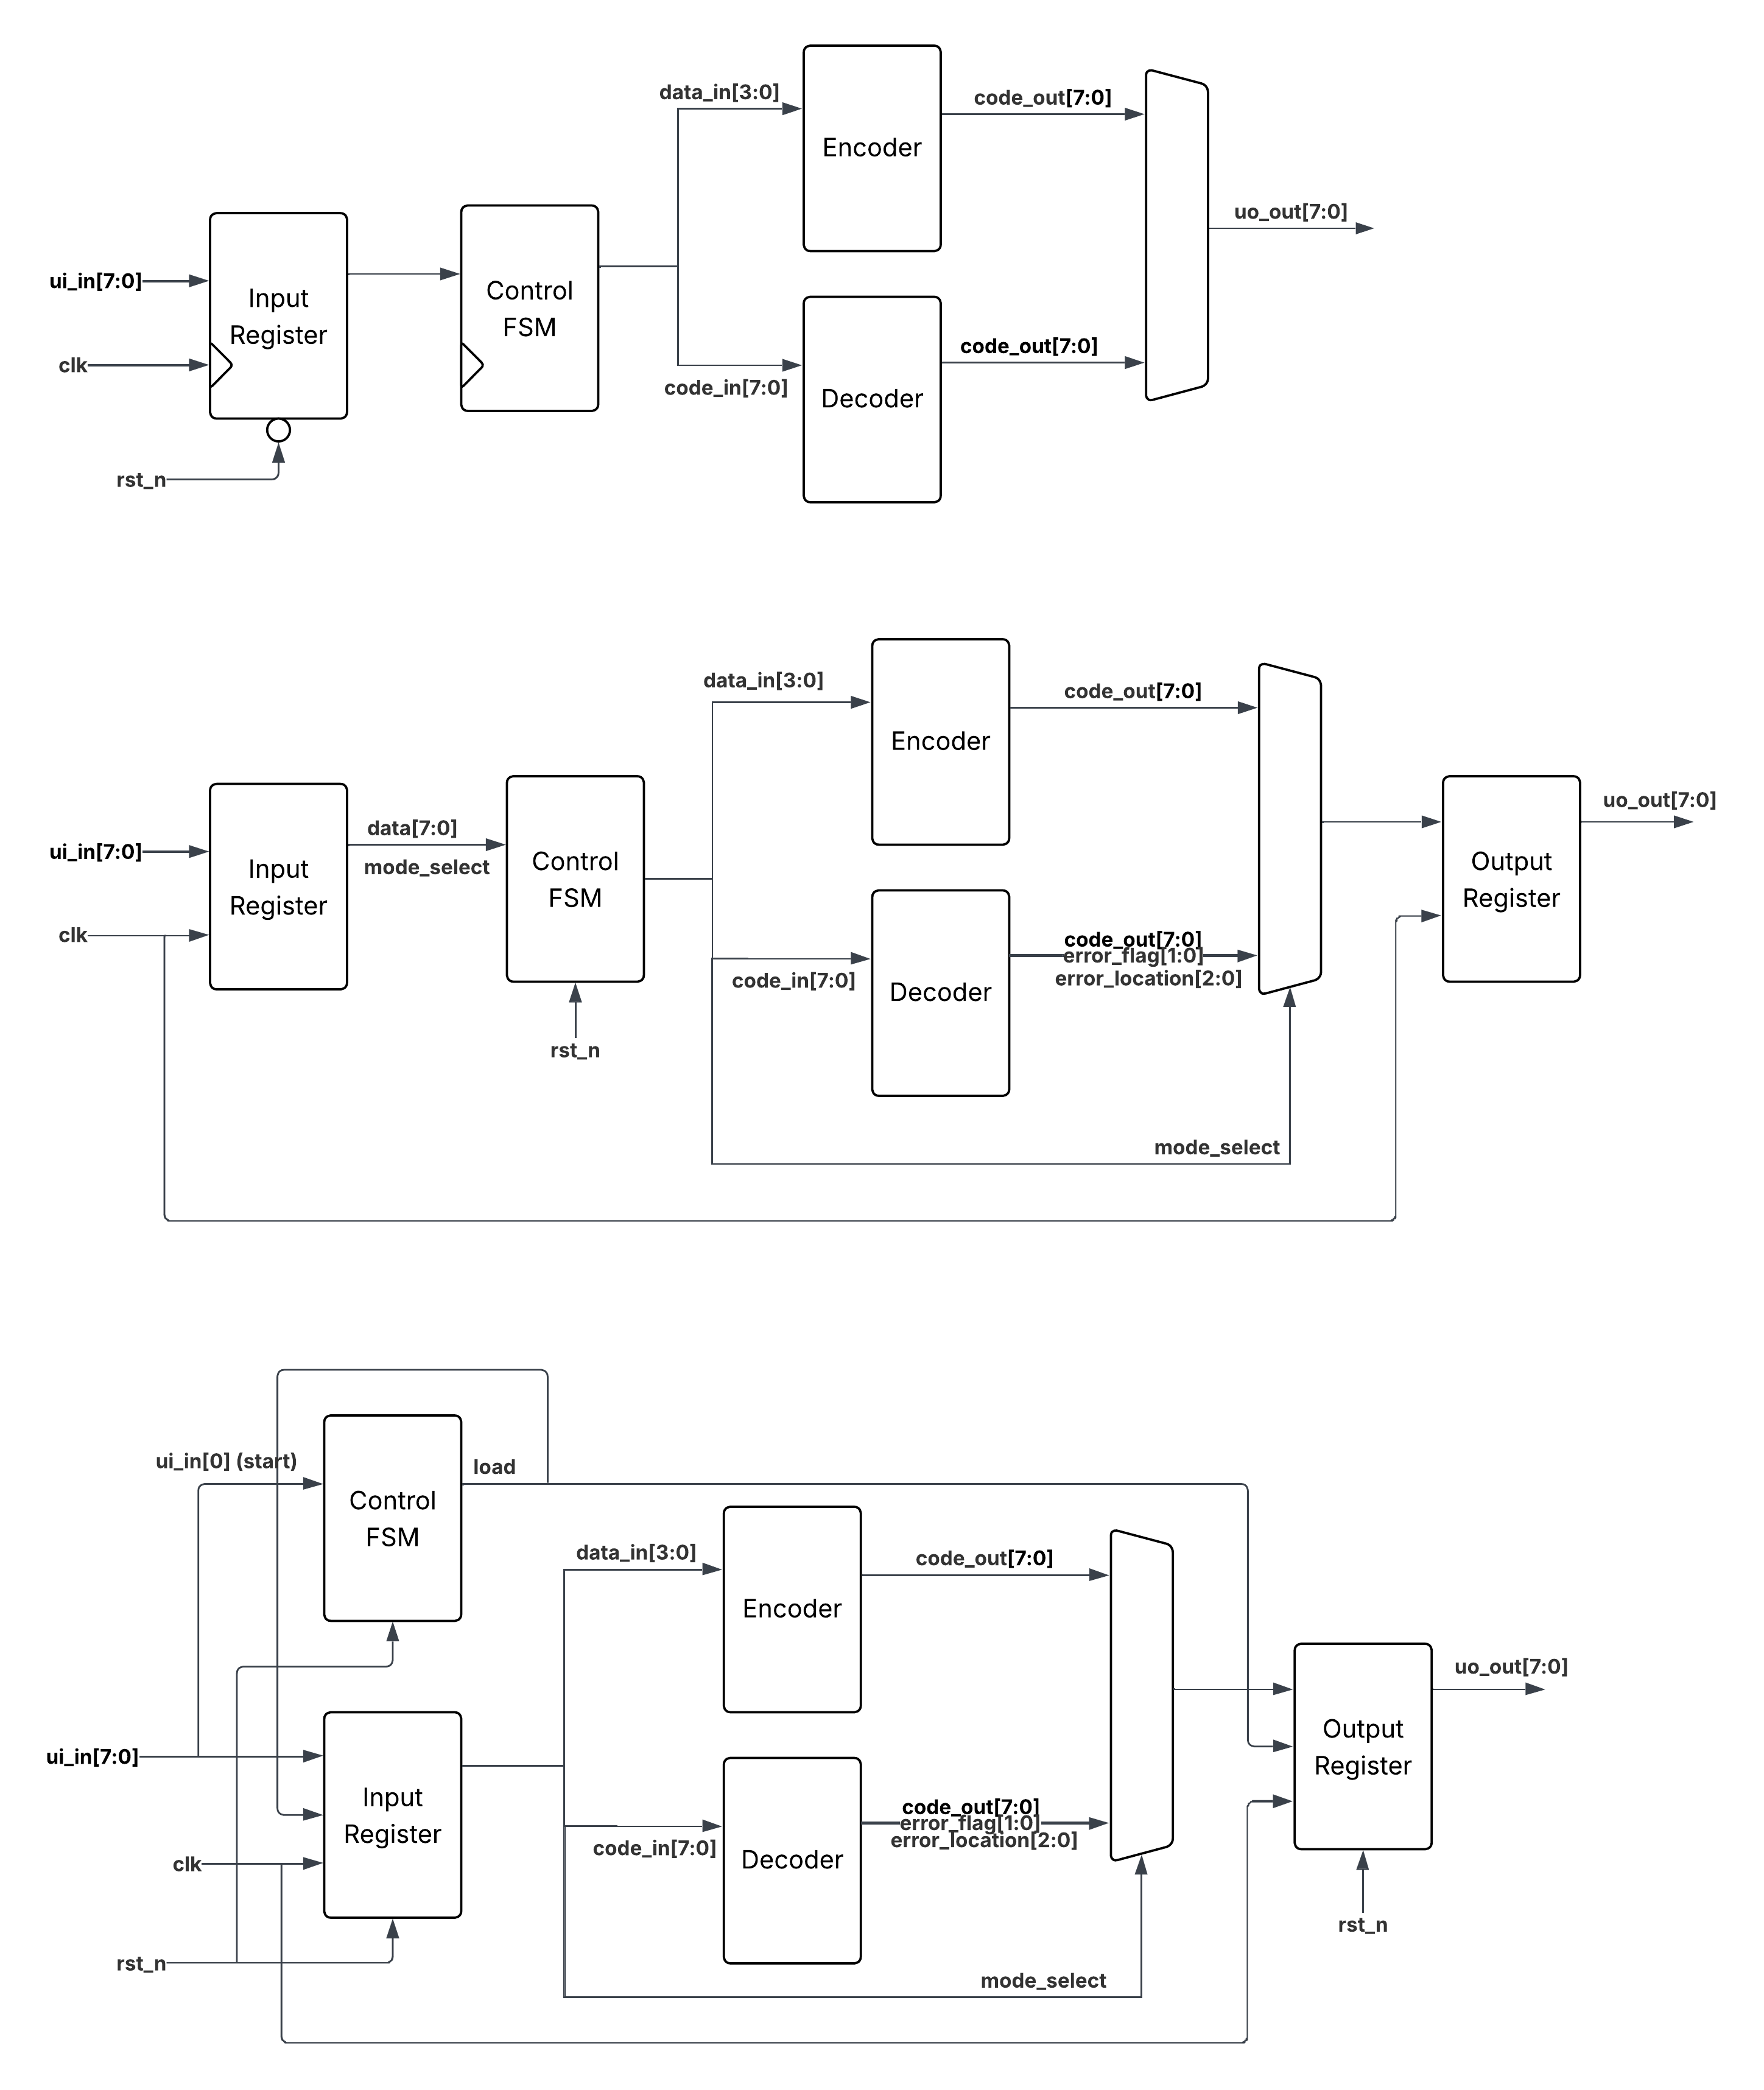 data_in[3:0]
code_out[7:0]
Encoder
uo_out[7:0]
ui_in[7:0]
Input
Register
Control
FSM
clk
code_out[7:0]
code_in[7:0]
Decoder
rst_n
data_in[3:0]
code_out[7:0]
Encoder
data[7:0]
uo_out[7:0]
ui_in[7:0]
mode_select
Input
Register
Control
FSM
Output
Register
clk
code_out[7:0]
error_flag[1:0]
error_location[2:0]
code_in[7:0]
Decoder
rst_n
mode_select
ui_in[0] (start)
load
Control
FSM
data_in[3:0]
code_out[7:0]
Encoder
uo_out[7:0]
ui_in[7:0]
Input
Register
Output
Register
code_out[7:0]
error_flag[1:0]
error_location[2:0]
code_in[7:0]
Decoder
clk
rst_n
rst_n
mode_select